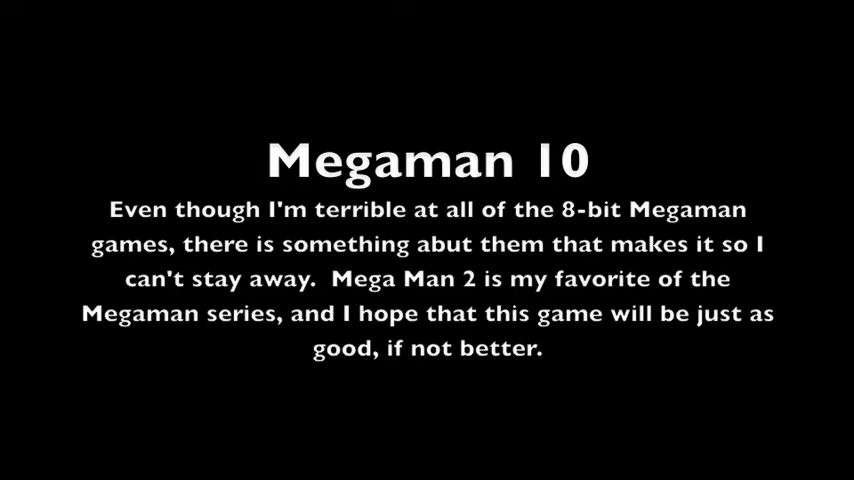 Megaman 10
Even though I'm terrible at all of the 8-bit Megaman
games, there is something abut them that makes it so I
can't stay away.  Mega Man 2 is my favorite of the
Megaman series, and I hope that this game will be just as
good, if not better.